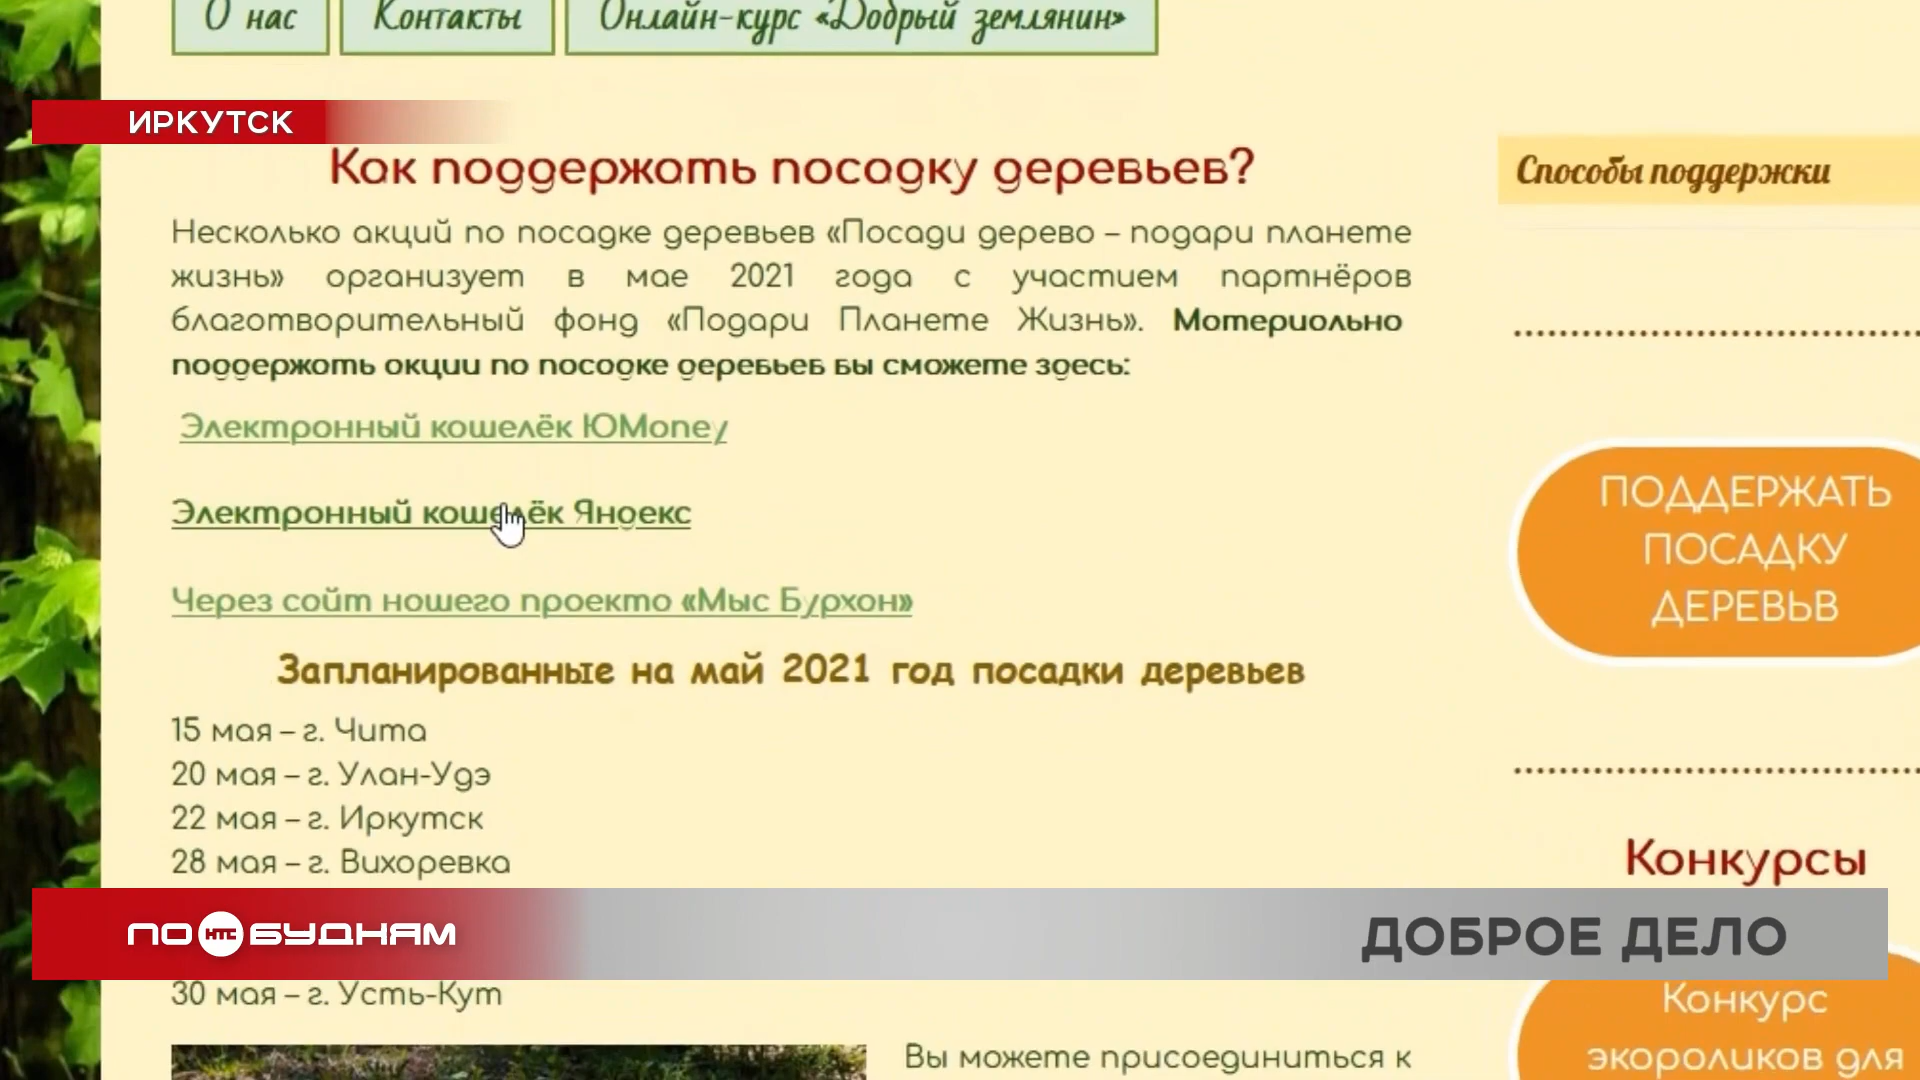 О нас
Контакты
Онлайн-курс «Добрый землянин»
ИРКУТСК
Как поддержать посадку деревьев?
Способы поддержки
Несколько акций по посадке деревьев «Посади дерево – подари планете
жизнь» организует в мае 2021 года с участием партнёров
благотворительный фонд «Подари Планете Жизнь». Материально
поддержать акции по посадке деревьев вы сможете здесь:
Электронный кошелёк ЮMoney
Электронный кошелёк Яндекс
Через сайт нашего проекта «Мыс Бурхан»
ПОДДЕРЖАТЬ
ПОСАДКУ
ДЕРЕВЬВ
Запланированные на май 2021 год посадки деревьев
15 мая – г. Чита
20 мая – г. Улан-Удэ
22 мая – г. Иркутск
28 мая – г. Вихоревка
Конкурсы
ПО НТС БУДНЯМ
ДОБРОЕ ДЕЛО
30 мая – г. Усть-Кут
Конкурс
экороликов для
Вы можете присоединиться к